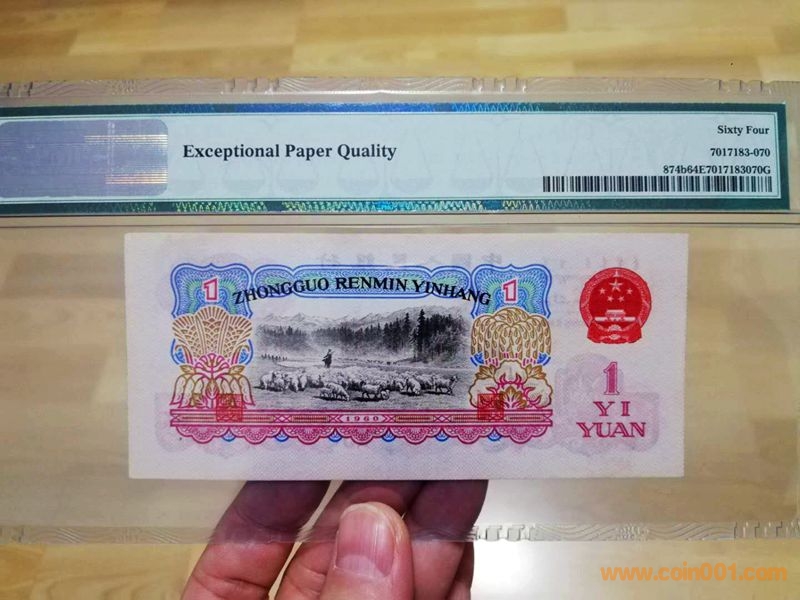 Sixty Four
Exceptional Paper Quality
7017183-070
874b64E7017183070G
1
ZHONGGUO RENMIN YINHANG
1
1960
1
YI
YUAN
www.coin001.com